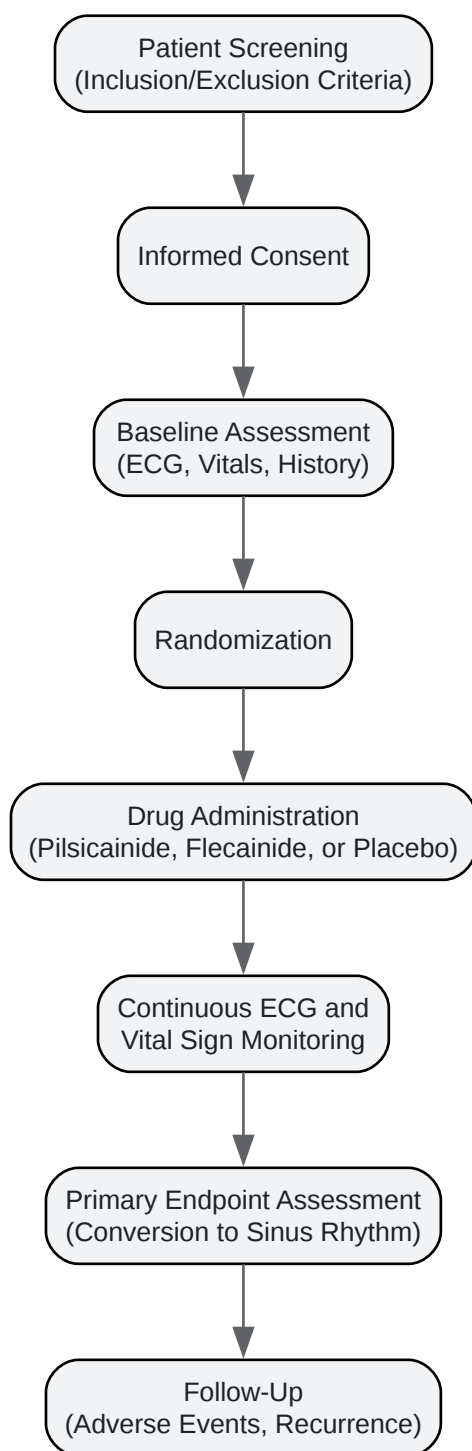 Patient Screening
(Inclusion/Exclusion Criteria)
Informed Consent
Baseline Assessment
(ECG, Vitals, History)
Randomization
Drug Administration
(Pilsicainide, Flecainide, or Placebo)
Continuous ECG and
Vital Sign Monitoring
Primary Endpoint Assessment
(Conversion to Sinus Rhythm)
Follow-Up
(Adverse Events, Recurrence)